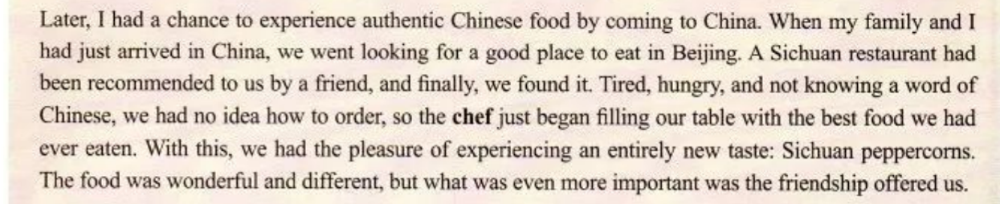 Later, I had a chance to experience authentic Chinese food by coming to China. When my family and I
had just arrived in China, we went looking for a good place to eat in Beijing. A Sichuan restaurant had
been recommended to us by a friend, and finally, we found it. Tired, hungry, and not knowing a word of
Chinese, we had no idea how to order, so the chef just began filling our table with the best food we had
ever eaten. With this, we had the pleasure of experiencing an entirely new taste: Sichuan peppercorns.
The food was wonderful and different, but what was even more important was the friendship offered us.